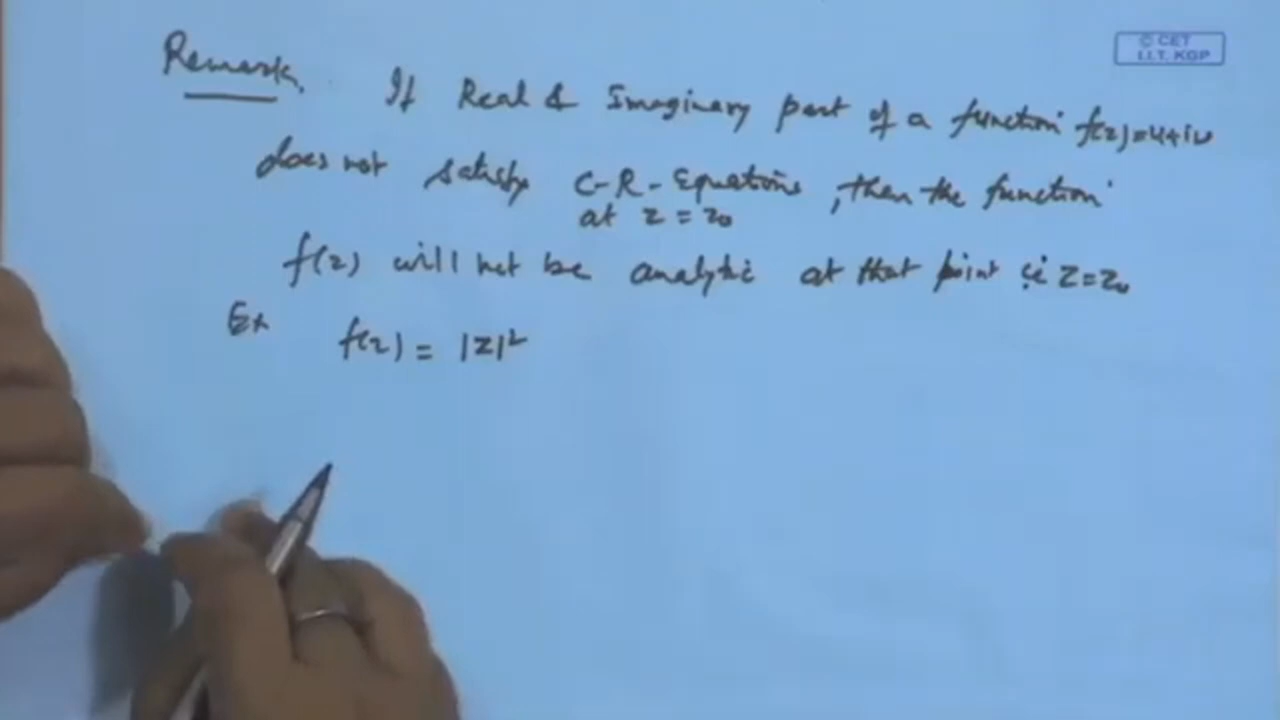 © CET
I.I.T. KGP
Remark. If Real & Imaginary part of a function f(z)=u+iv
does not satisfy C-R-Equations, then the function
at z = z₀
f(z) will not be analytic at that point ie z=z₀
Ex f(z) = |z|²